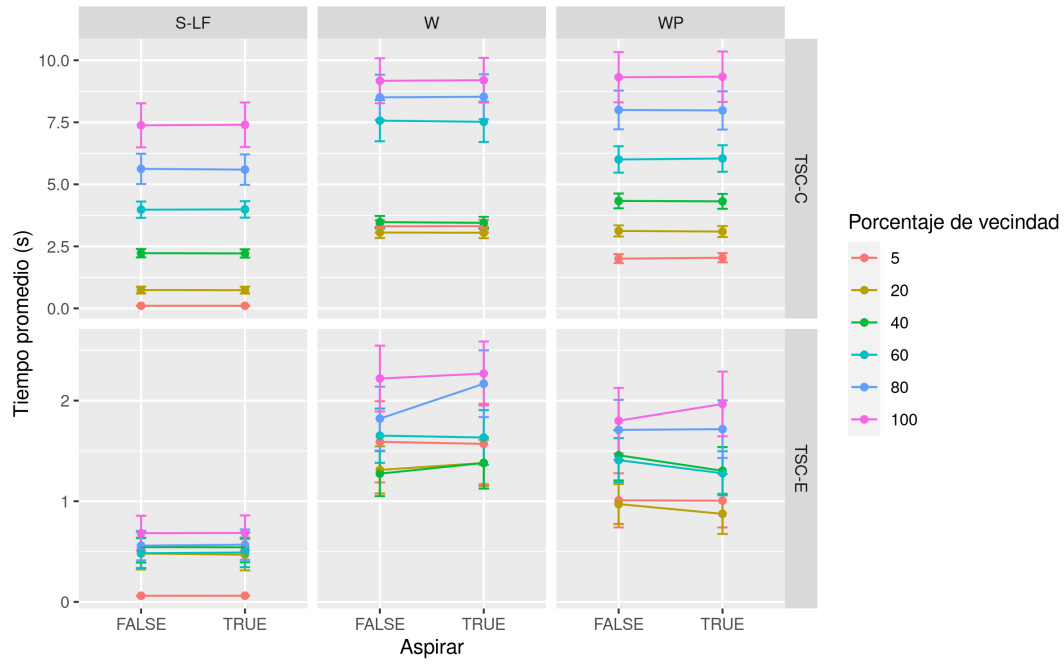 S-LF
W
WP
10.0
7.5
5.0
2.5
0.0
TSC-C
2
1
0
TSC-E
Tiempo promedio (s)
FALSE
TRUE
FALSE
TRUE
FALSE
TRUE
Aspirar
Porcentaje de vecindad
5
20
40
60
80
100